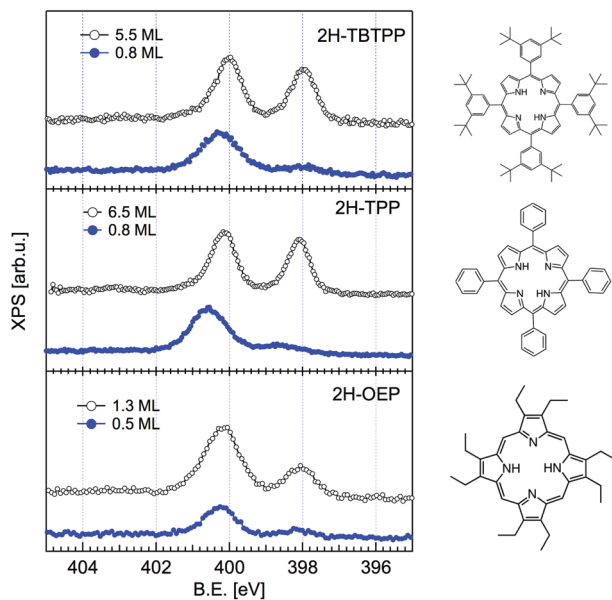 5.5 ML
0.8 ML
2H-TBTPP
NH
N
N
HN
6.5 ML
0.8 ML
2H-TPP
NH
N
N
HN
1.3 ML
0.5 ML
2H-OEP
N
NH
HN
N
XPS [arb.u.]
404
402
400
398
396
B.E. [eV]